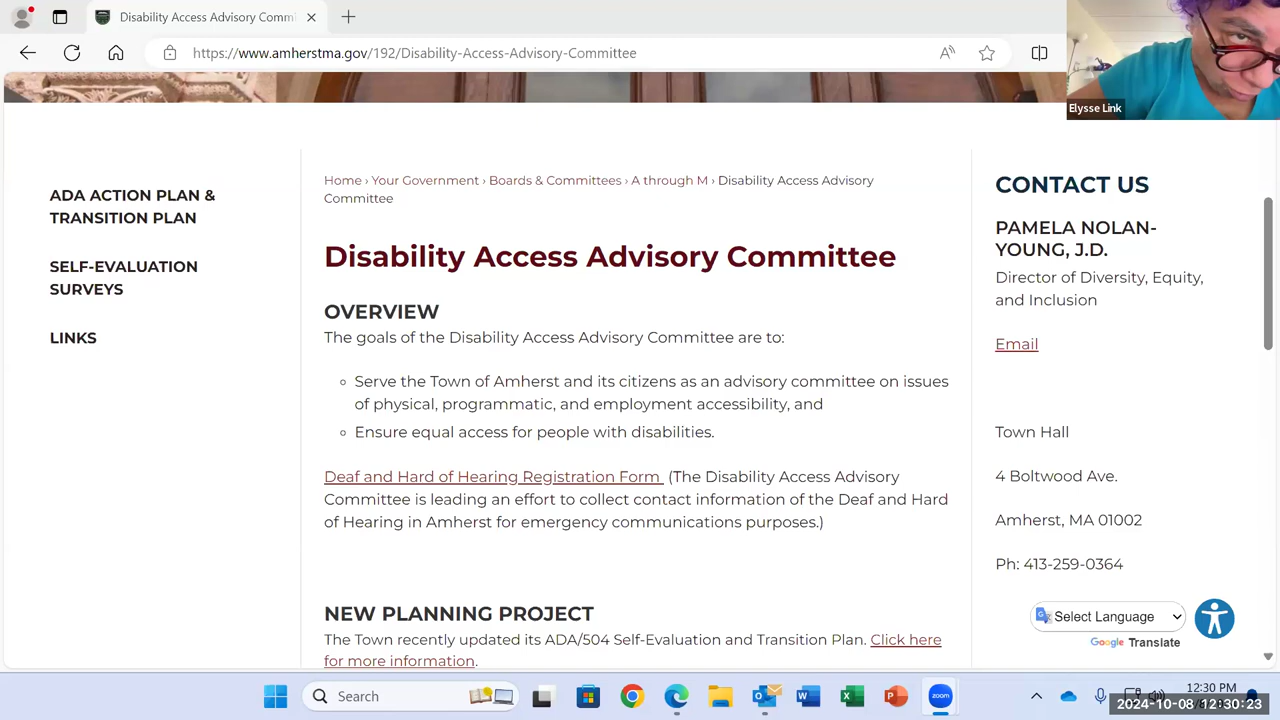 Disability Access Advisory Commi
https://www.amherstma.gov/192/Disability-Access-Advisory-Committee
Elysse Link
ADA ACTION PLAN &
TRANSITION PLAN
SELF-EVALUATION
SURVEYS
LINKS
Home › Your Government › Boards & Committees › A through M › Disability Access Advisory
Committee
Disability Access Advisory Committee
OVERVIEW
The goals of the Disability Access Advisory Committee are to:
Serve the Town of Amherst and its citizens as an advisory committee on issues
of physical, programmatic, and employment accessibility, and
Ensure equal access for people with disabilities.
Deaf and Hard of Hearing Registration Form (The Disability Access Advisory
Committee is leading an effort to collect contact information of the Deaf and Hard
of Hearing in Amherst for emergency communications purposes.)
NEW PLANNING PROJECT
The Town recently updated its ADA/504 Self-Evaluation and Transition Plan. Click here
for more information.
CONTACT US
PAMELA NOLAN-
YOUNG, J.D.
Director of Diversity, Equity,
and Inclusion
Email
Town Hall
4 Boltwood Ave.
Amherst, MA 01002
Ph: 413-259-0364
Select Language
Google Translate
Search
zoom
12:30 PM
2024-10-08 12:30:23